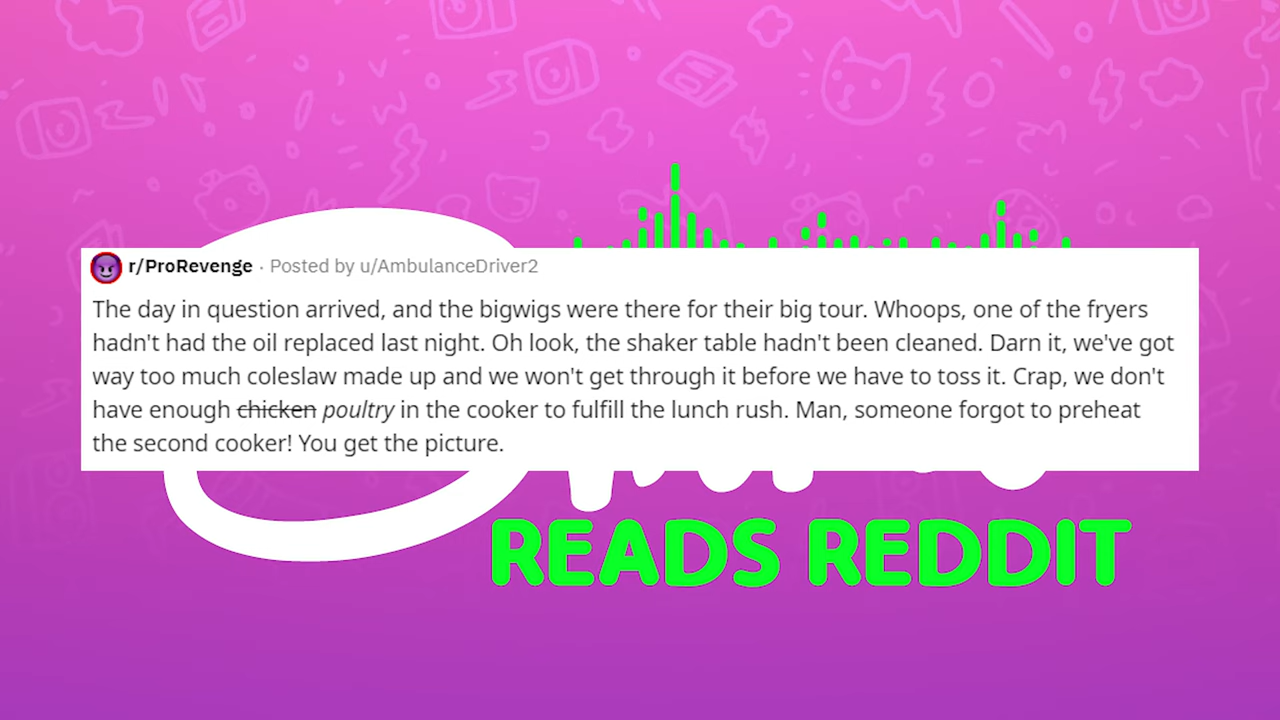 r/ProRevenge · Posted by u/AmbulanceDriver2
The day in question arrived, and the bigwigs were there for their big tour. Whoops, one of the fryers
hadn't had the oil replaced last night. Oh look, the shaker table hadn't been cleaned. Darn it, we've got
way too much coleslaw made up and we won't get through it before we have to toss it. Crap, we don't
have enough chicken poultry in the cooker to fulfill the lunch rush. Man, someone forgot to preheat
the second cooker! You get the picture.
READS REDDIT